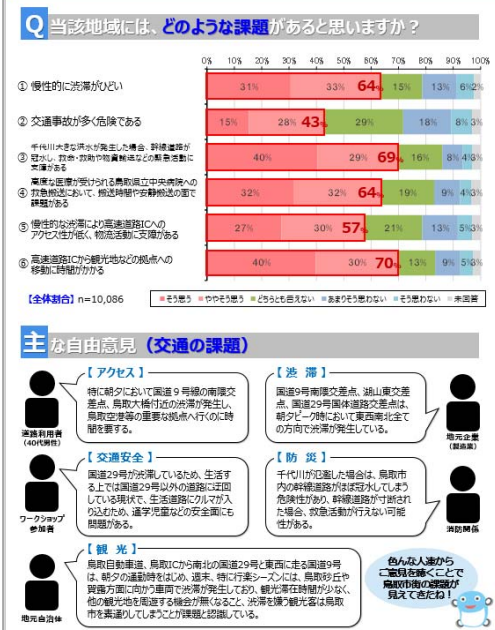 Q 当該地域には、どのような課題があると思いますか？
0% 10% 20% 30% 40% 50% 60% 70% 80% 90% 100%
① 慢性的に渋滞がひどい
31% 33% 64% 15% 13% 6% 2%
② 交通事故が多く危険である
15% 28% 43% 29% 18% 8% 3%
③ 千代川大きな洪水が発生した場合、幹線道路が
冠水し、救命・救助や物資輸送などの緊急活動に
支障がある
40% 29% 69% 16% 8% 4% 3%
④ 高度な医療が受けられる鳥取県立中央病院への
救急搬送において、搬送時間や安静搬送の面で
課題がある
32% 32% 64% 19% 9% 4% 3%
⑤ 慢性的な渋滞により高速道路ICへの
アクセス性が低く、物流活動に支障がある
27% 30% 57% 21% 13% 5% 3%
⑥ 高速道路ICから観光地などの拠点への
移動に時間がかかる
40% 30% 70% 13% 9% 5% 3%
【全体割合】 n=10,086
そう思う ややそう思う どちらとも言えない あまりそう思わない そう思わない 未回答
主な自由意見（交通の課題）
【 アクセス 】
特に朝夕において国道９号線の南隈交
差点、鳥取大橋付近の渋滞が発生し、
鳥取空港等の重要な拠点へ行くのに時
間を要する。
道路利用者
（40代男性）
【 渋 滞 】
国道9号南隈交差点、湖山東交差
点、国道29号国体道路交差点は、
朝夕ピーク時において東西南北全て
の方向で渋滞が発生している。
地元企業
（製造業）
【 交通安全 】
国道29号が渋滞しているため、生活す
る上では国道29号以外の道路に迂回
している現状で、生活道路にクルマが入
り込むため、通学児童などの安全面にも
問題がある。
ワークショップ
参加者
【 防 災 】
千代川が氾濫した場合は、鳥取市
内の幹線道路がほぼ冠水してしまう
危険性があり、幹線道路が寸断され
た場合、救急活動が行えない可能
性がある。
消防関係
【 観 光 】
鳥取自動車道、鳥取ICから南北の国道29号と東西に走る国道9号
は、朝夕の通勤時をはじめ、週末、特に行楽シーズンには、鳥取砂丘や
賀露方面に向かう車両で渋滞が発生しており、観光滞在時間が少なく、
他の観光地を周遊する機会が無くなること、渋滞を嫌う観光客は鳥取
市を素通りしてしまうことが課題と認識している。
地元自治体
色んな人達から
ご意見を聴くことで
鳥取市街の課題が
見えてきたね！